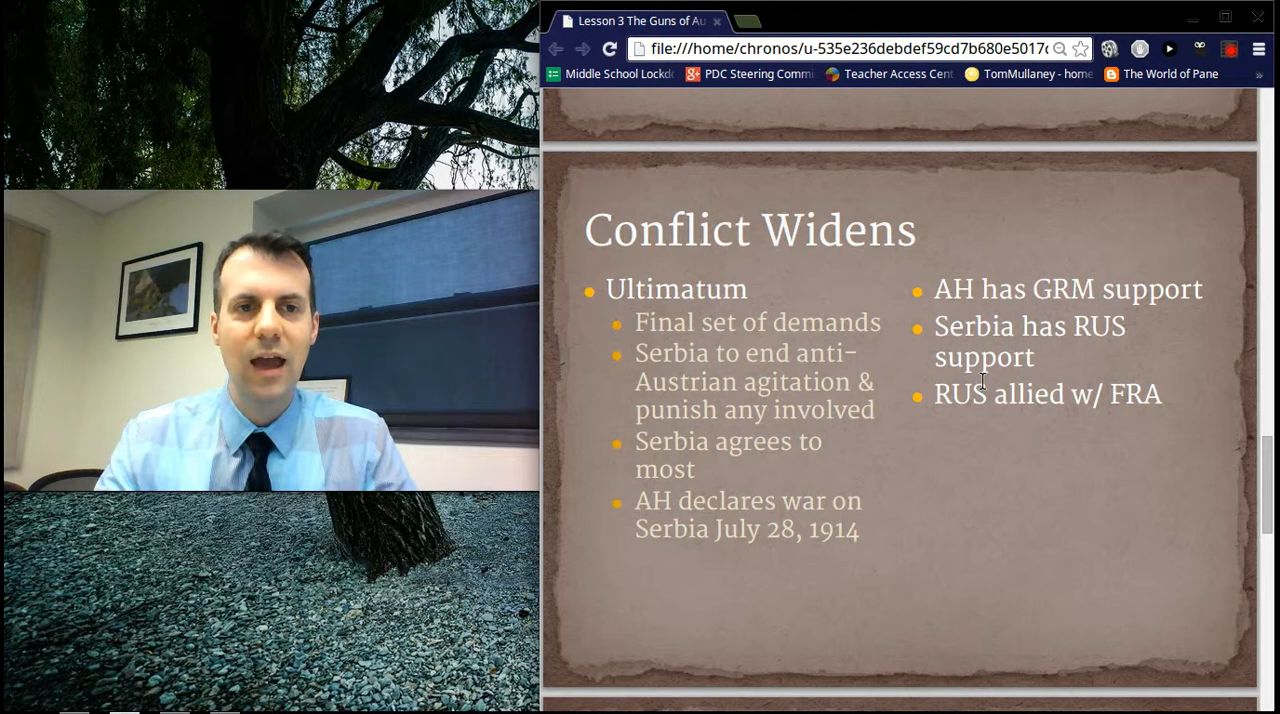 Lesson 3 The Guns of Au
file:///home/chronos/u-535e236debdef59cd7b680e5017c
Middle School Lockdo
PDC Steering Commi
Teacher Access Cent
TomMullaney - home
The World of Pane
»
Conflict Widens
Ultimatum
Final set of demands
Serbia to end anti-
Austrian agitation &
punish any involved
Serbia agrees to
most
AH declares war on
Serbia July 28, 1914
AH has GRM support
Serbia has RUS
support
RUS allied w/ FRA